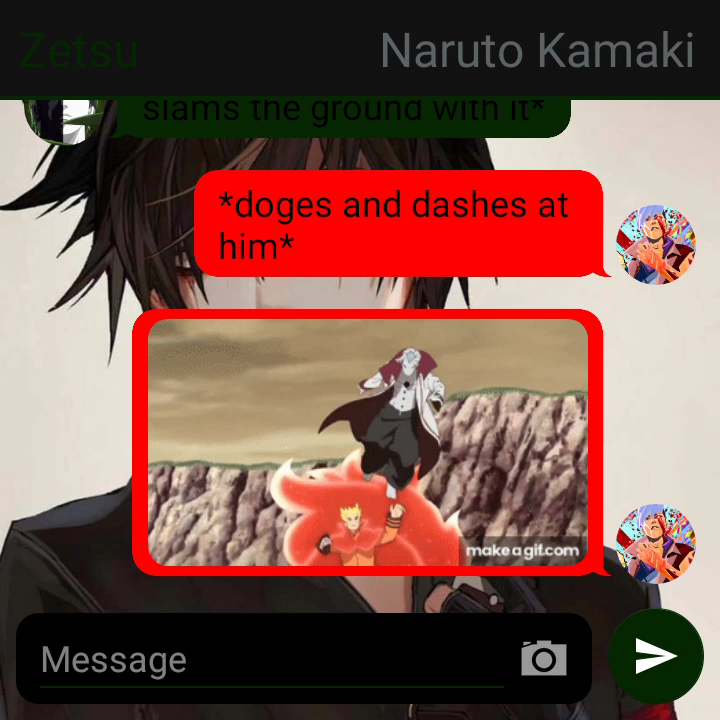 Zetsu
Naruto Kamaki
slams the ground with it*
*doges and dashes at
him*
makeagif.com
Message